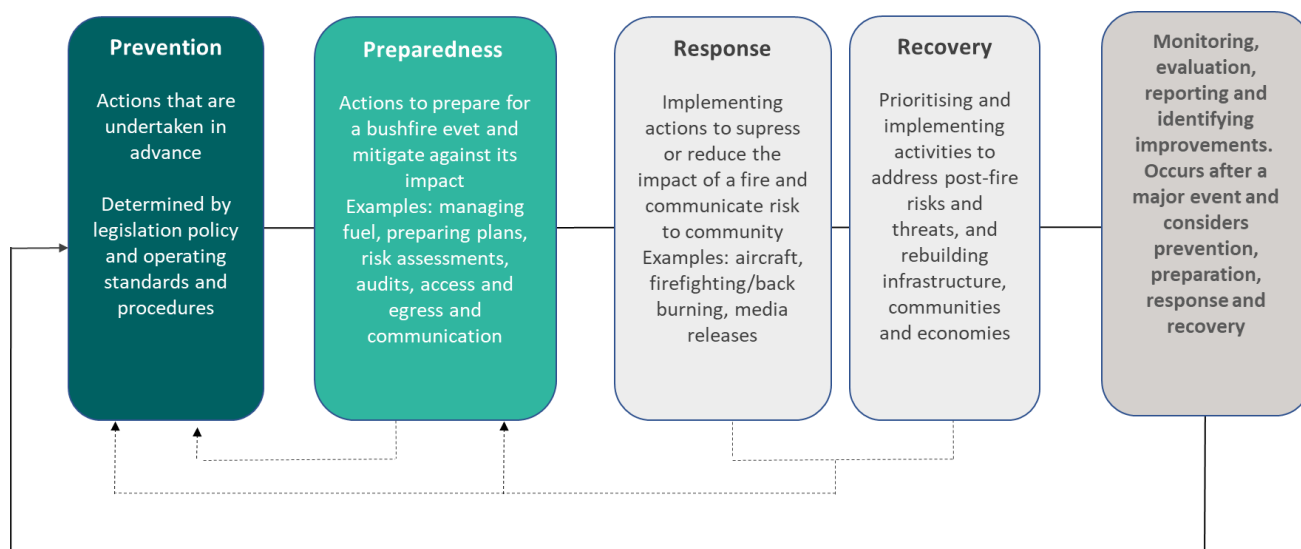 Prevention
Actions that are
undertaken in
advance
Determined by
legislation policy
and operating
standards and
procedures
Preparedness
Actions to prepare for
a bushfire evet and
mitigate against its
impact
Examples: managing
fuel, preparing plans,
risk assessments,
audits, access and
egress and
communication
Response
Implementing
actions to supress
or reduce the
impact of a fire and
communicate risk
to community
Examples: aircraft,
firefighting/back
burning, media
releases
Recovery
Prioritising and
implementing
activities to
address post-fire
risks and
threats, and
rebuilding
infrastructure,
communities
and economies
Monitoring,
evaluation,
reporting and
identifying
improvements.
Occurs after a
major event and
considers
prevention,
preparation,
response and
recovery